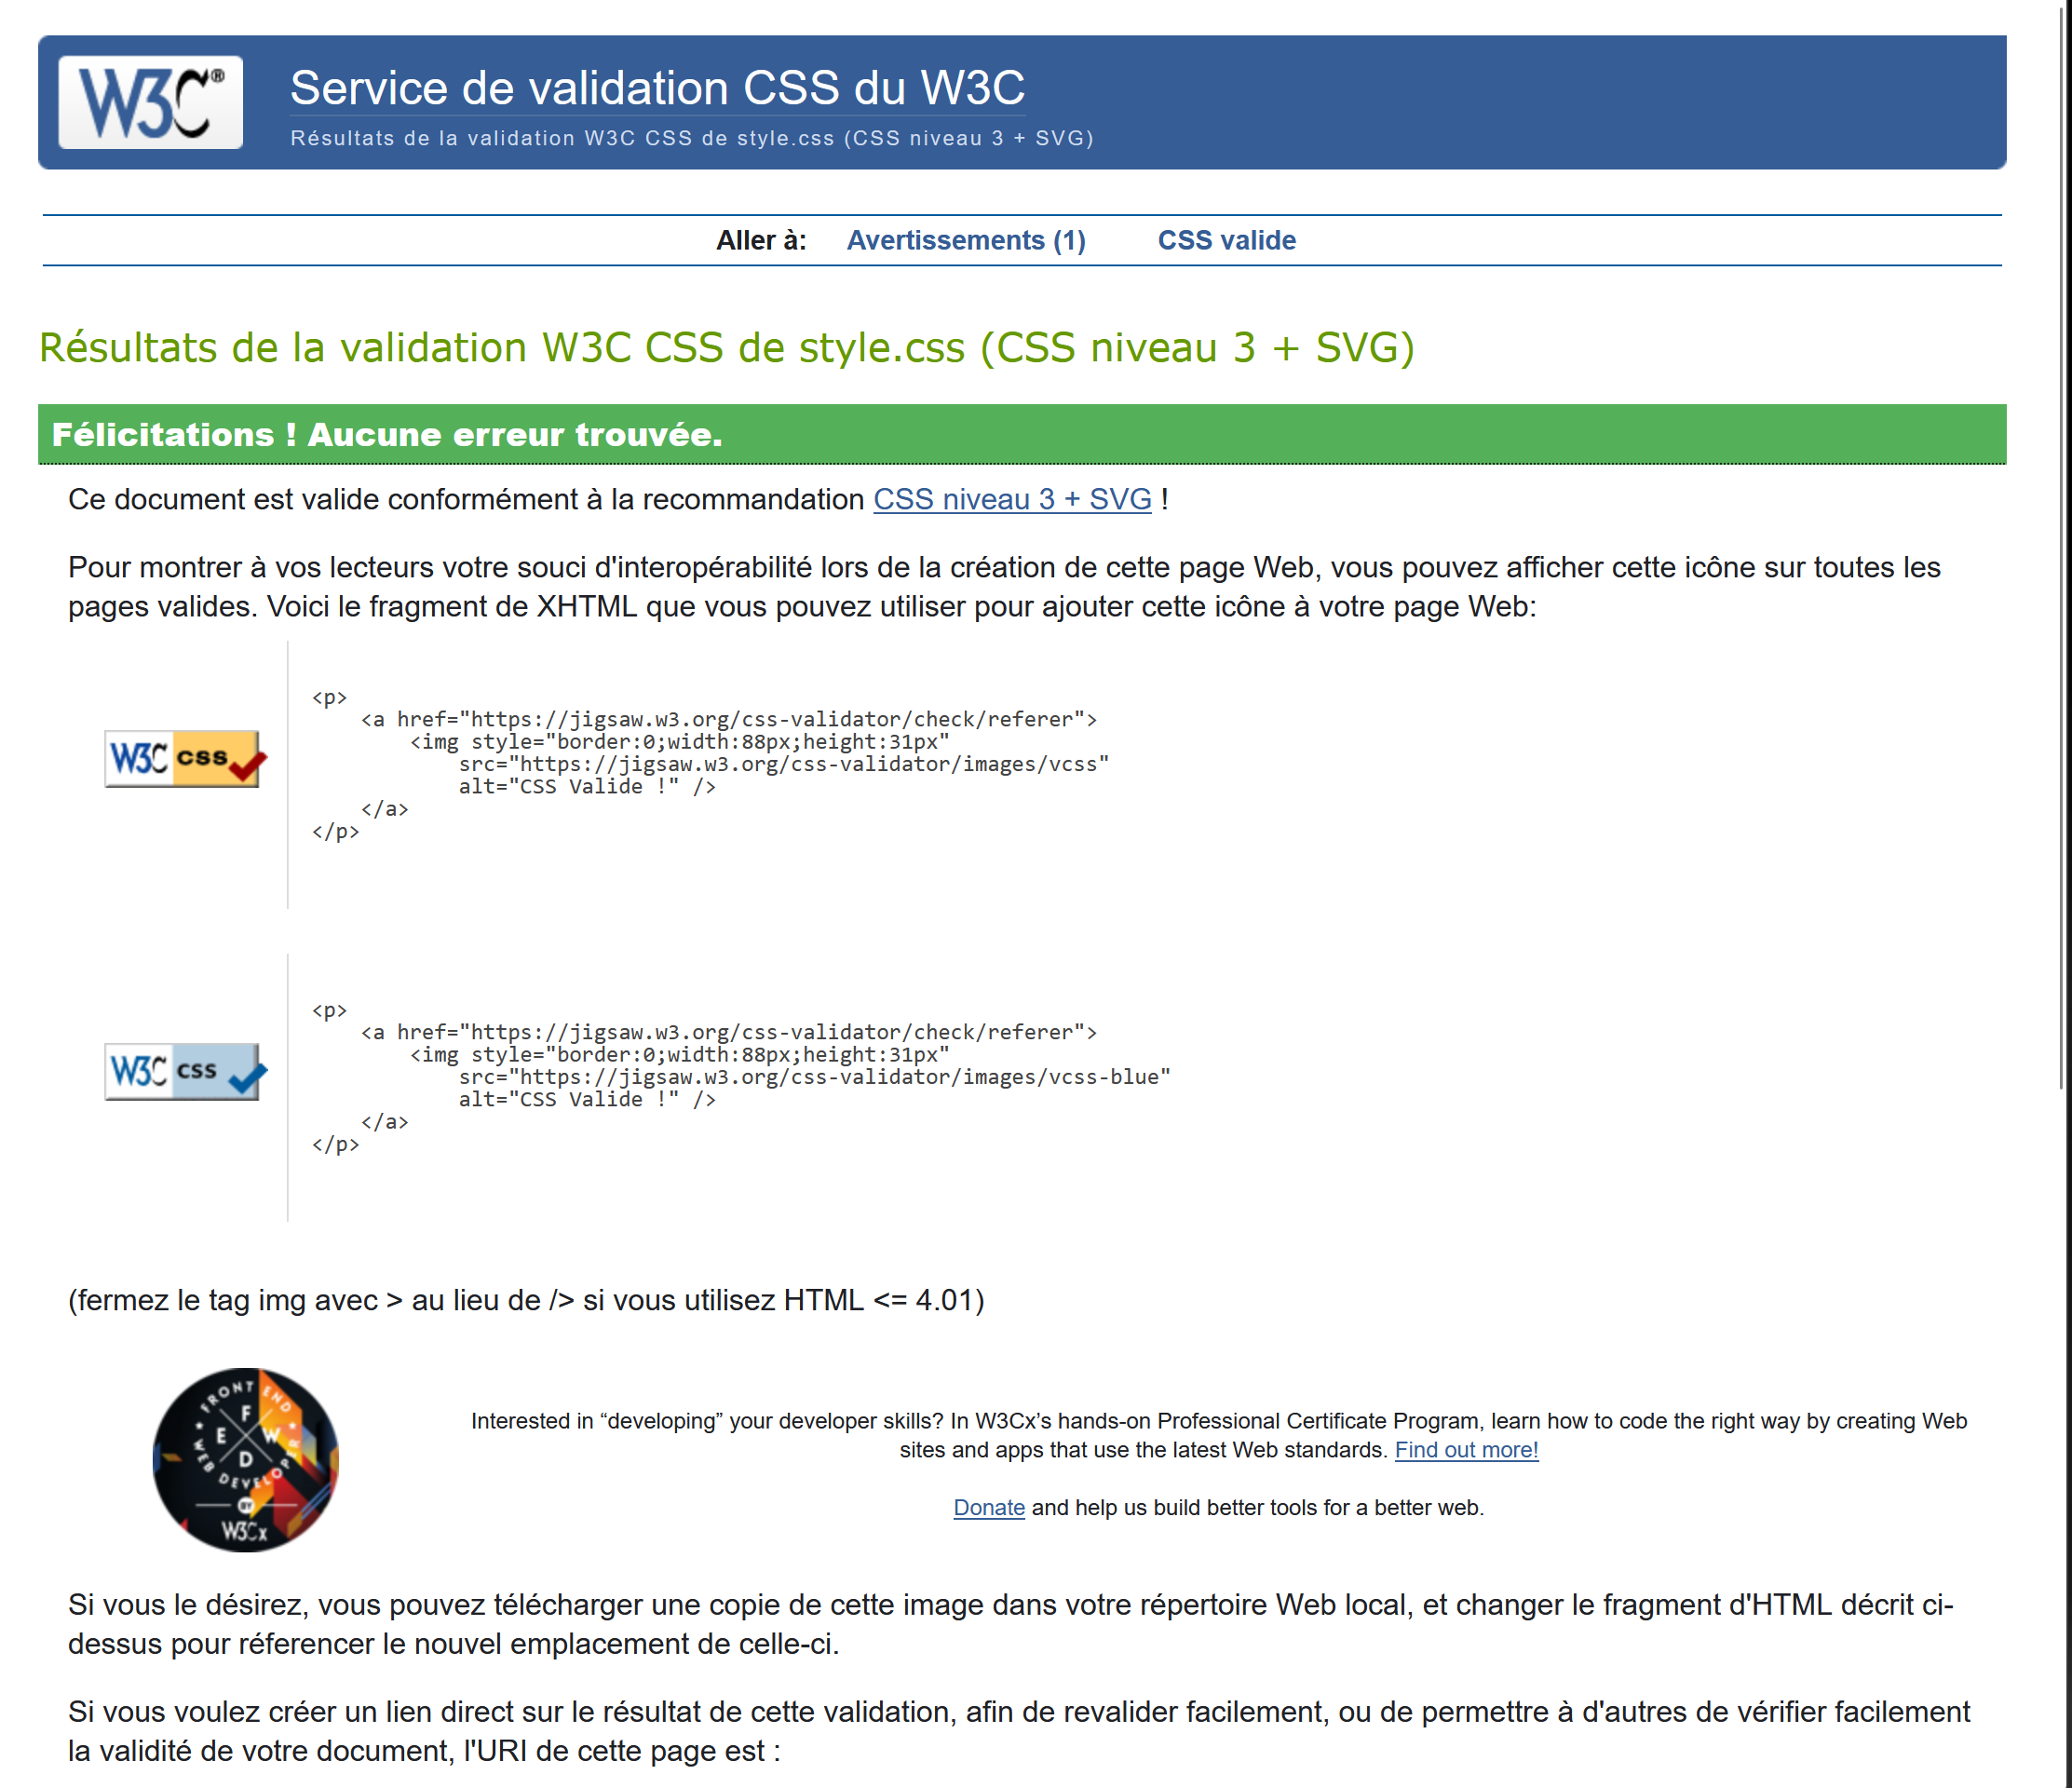 W3C®
Service de validation CSS du W3C
Résultats de la validation W3C CSS de style.css (CSS niveau 3 + SVG)
Aller à: Avertissements (1) CSS valide
Résultats de la validation W3C CSS de style.css (CSS niveau 3 + SVG)
Félicitations ! Aucune erreur trouvée.
Ce document est valide conformément à la recommandation CSS niveau 3 + SVG !
Pour montrer à vos lecteurs votre souci d'interopérabilité lors de la création de cette page Web, vous pouvez afficher cette icône sur toutes les
pages valides. Voici le fragment de XHTML que vous pouvez utiliser pour ajouter cette icône à votre page Web:
W3C css
<p>
    <a href="https://jigsaw.w3.org/css-validator/check/referer">
        <img style="border:0;width:88px;height:31px"
            src="https://jigsaw.w3.org/css-validator/images/vcss"
            alt="CSS Valide !" />
    </a>
</p>
W3C css
<p>
    <a href="https://jigsaw.w3.org/css-validator/check/referer">
        <img style="border:0;width:88px;height:31px"
            src="https://jigsaw.w3.org/css-validator/images/vcss-blue"
            alt="CSS Valide !" />
    </a>
</p>
(fermez le tag img avec > au lieu de /> si vous utilisez HTML <= 4.01)
FRONT END
F
E W
D
WEB DEVELOPER
BY
W3Cx
Interested in “developing” your developer skills? In W3Cx’s hands-on Professional Certificate Program, learn how to code the right way by creating Web
sites and apps that use the latest Web standards. Find out more!
Donate and help us build better tools for a better web.
Si vous le désirez, vous pouvez télécharger une copie de cette image dans votre répertoire Web local, et changer le fragment d'HTML décrit ci-
dessus pour réferencer le nouvel emplacement de celle-ci.
Si vous voulez créer un lien direct sur le résultat de cette validation, afin de revalider facilement, ou de permettre à d'autres de vérifier facilement
la validité de votre document, l'URI de cette page est :